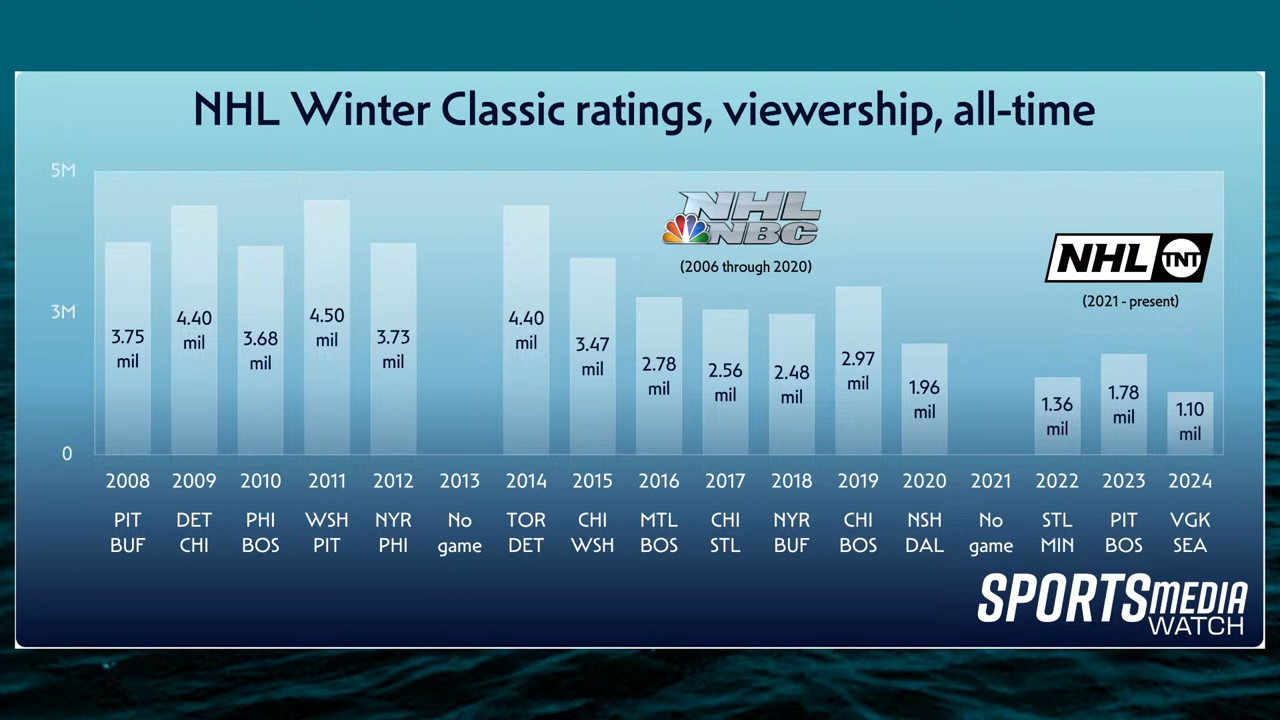 NHL Winter Classic ratings, viewership, all-time
5M
3M
0
NHL
NBC
(2006 through 2020)
NHL TNT
(2021 - present)
3.75
mil
4.40
mil
3.68
mil
4.50
mil
3.73
mil
4.40
mil
3.47
mil
2.78
mil
2.56
mil
2.48
mil
2.97
mil
1.96
mil
1.36
mil
1.78
mil
1.10
mil
2008 2009 2010 2011 2012 2013 2014 2015 2016 2017 2018 2019 2020 2021 2022 2023 2024
PIT DET PHI WSH NYR No TOR CHI MTL CHI NYR CHI NSH No STL PIT VGK
BUF CHI BOS PIT PHI game DET WSH BOS STL BUF BOS DAL game MIN BOS SEA
SPORTS MEDIA
WATCH